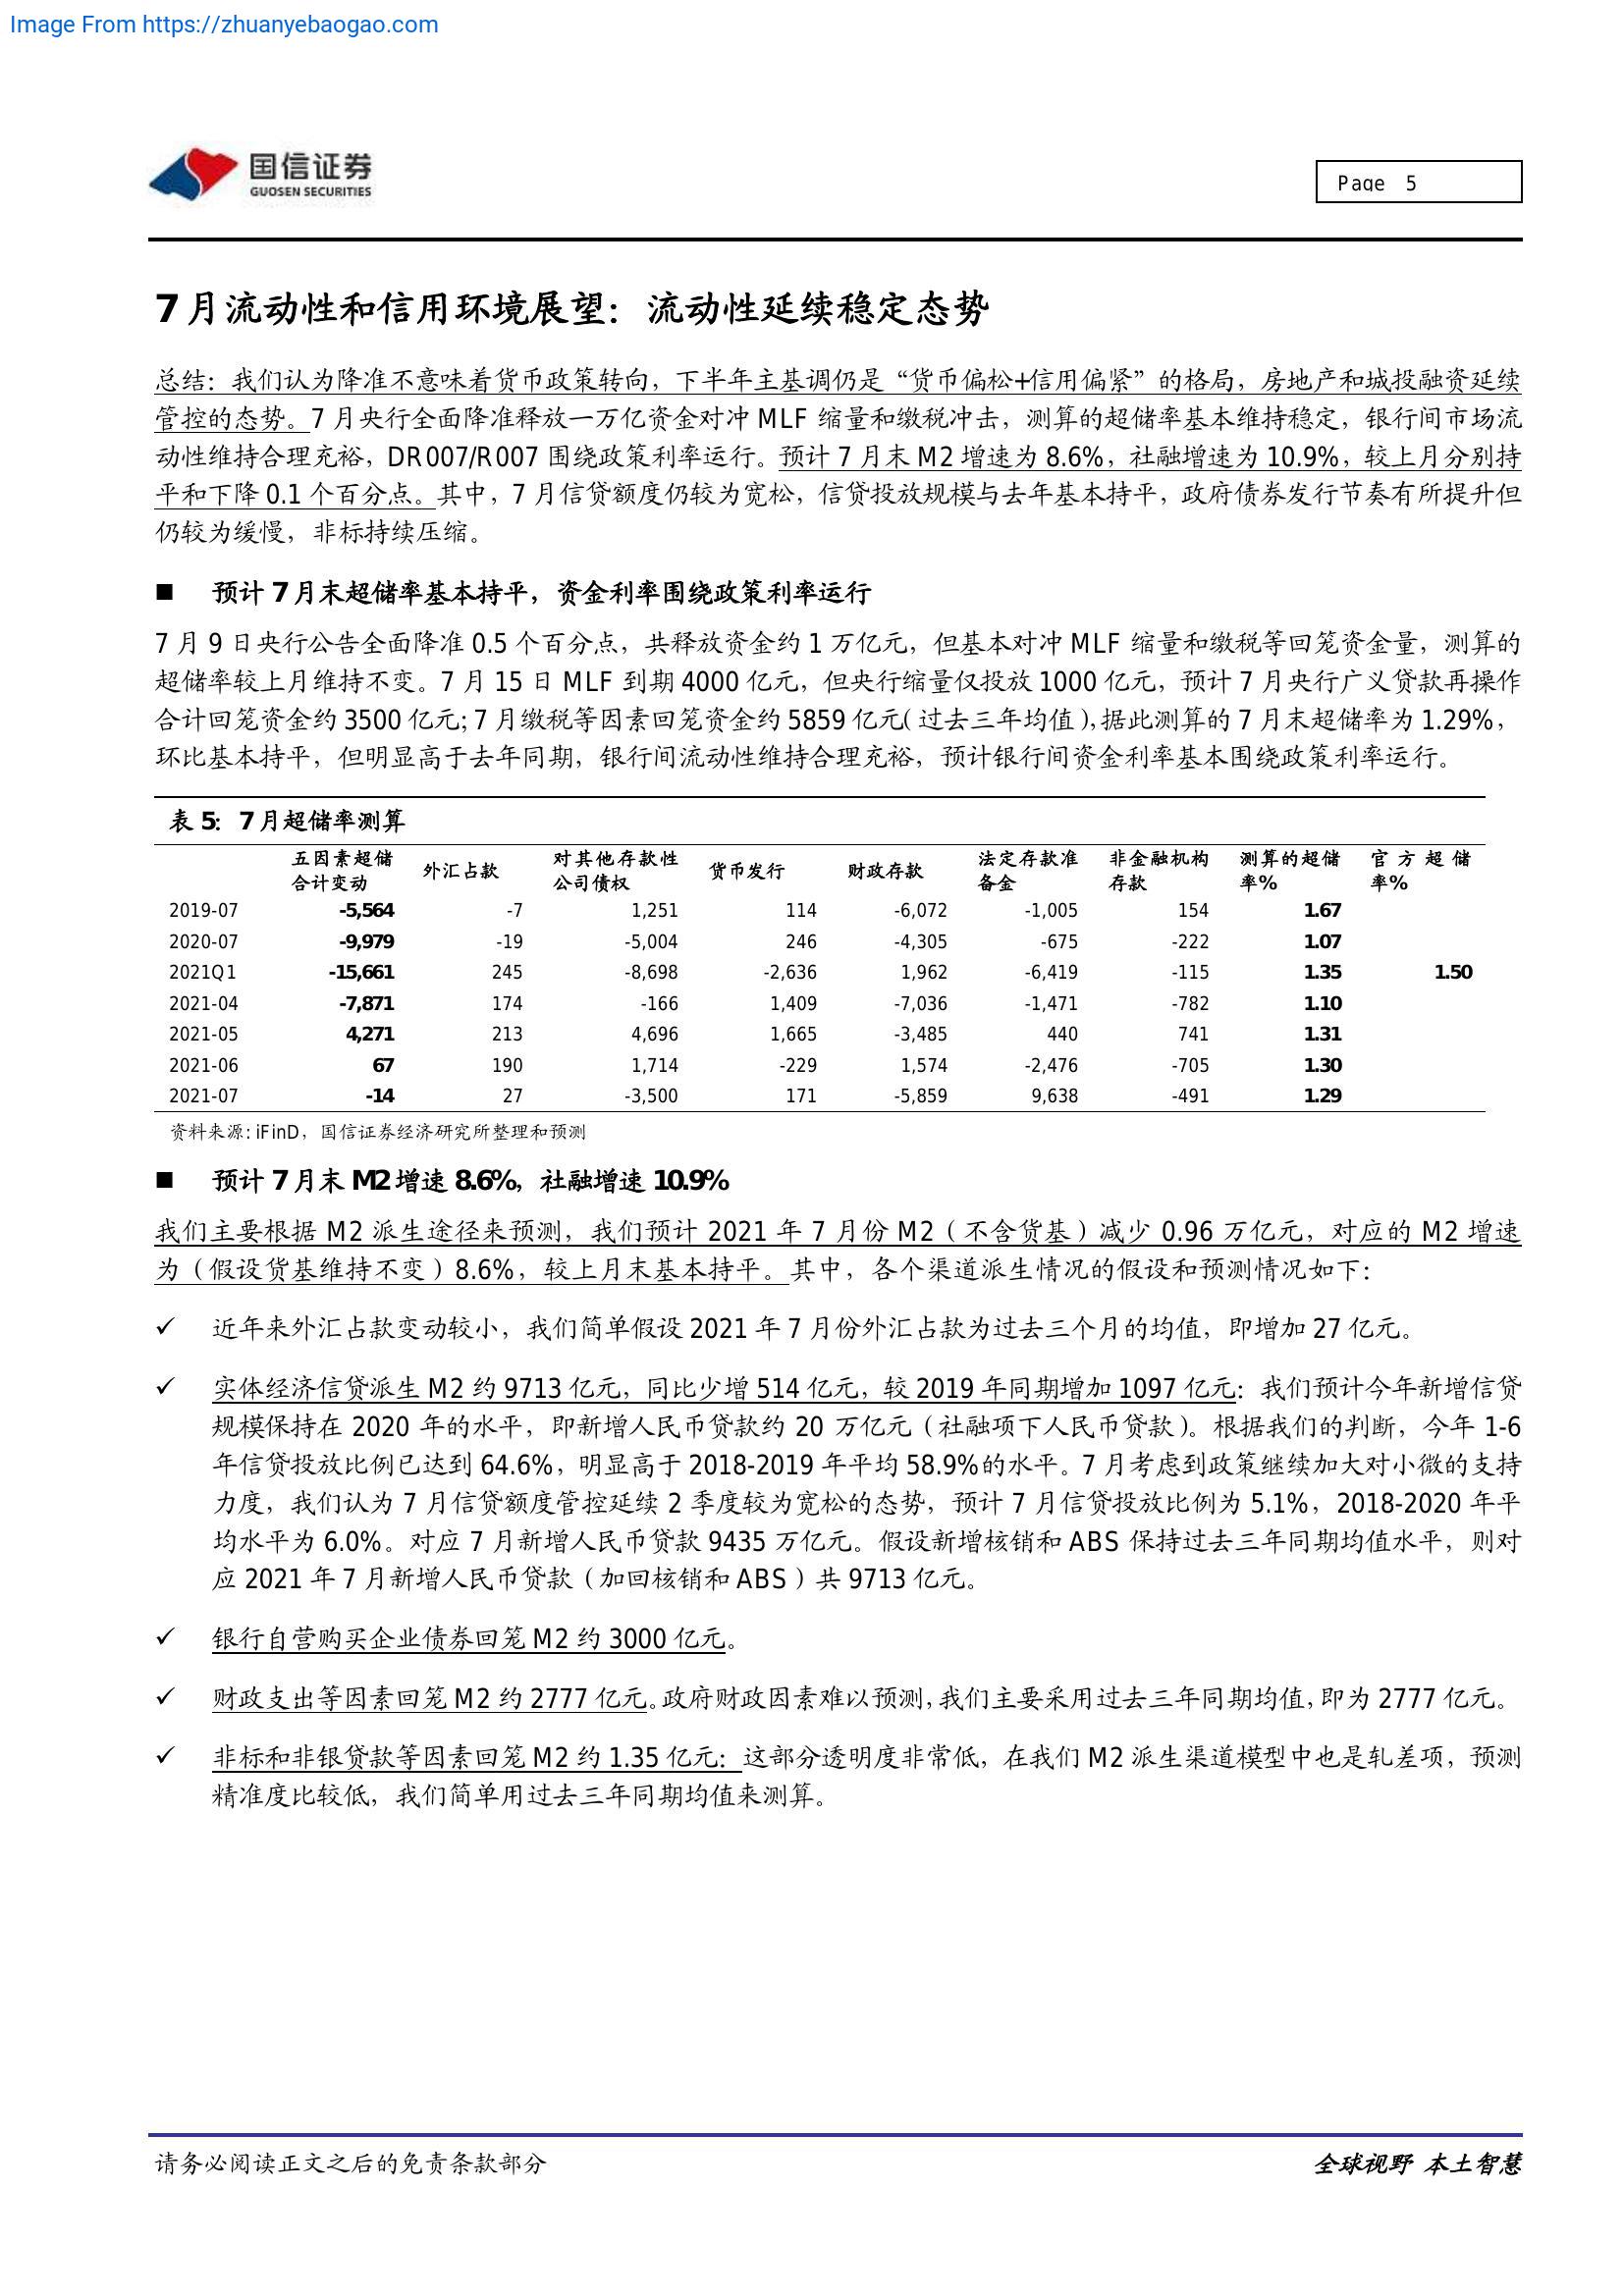 Image From https://zhuanyebaogao.com
国信证券
GUOSEN SECURITIES
Page 5
7月流动性和信用环境展望：流动性延续稳定态势
总结：我们认为降准不意味着货币政策转向，下半年主基调仍是“货币偏松+信用偏紧”的格局，房地产和城投融资延续
管控的态势。7月央行全面降准释放一万亿资金对冲 MLF 缩量和缴税冲击，测算的超储率基本维持稳定，银行间市场流
动性维持合理充裕，DR007/R007 围绕政策利率运行。预计7月末M2增速为8.6%，社融增速为10.9%，较上月分别持
平和下降0.1个百分点。其中，7月信贷额度仍较为宽松，信贷投放规模与去年基本持平，政府债券发行节奏有所提升但
仍较为缓慢，非标持续压缩。
■ 预计7月末超储率基本持平，资金利率围绕政策利率运行
7月9日央行公告全面降准0.5个百分点，共释放资金约1万亿元，但基本对冲 MLF 缩量和缴税等回笼资金量，测算的
超储率较上月维持不变。7月15日 MLF 到期4000亿元，但央行缩量仅投放1000亿元，预计7月央行广义贷款再操作
合计回笼资金约3500亿元；7月缴税等因素回笼资金约5859亿元（过去三年均值），据此测算的7月末超储率为1.29%，
环比基本持平，但明显高于去年同期，银行间流动性维持合理充裕，预计银行间资金利率基本围绕政策利率运行。
表 5：7月超储率测算
五因素超储合计变动 外汇占款 对其他存款性公司债权 货币发行 财政存款 法定存款准备金 非金融机构存款 测算的超储率% 官方超储率%
2019-07 -5,564 -7 1,251 114 -6,072 -1,005 154 1.67
2020-07 -9,979 -19 -5,004 246 -4,305 -675 -222 1.07
2021Q1 -15,661 245 -8,698 -2,636 1,962 -6,419 -115 1.35 1.50
2021-04 -7,871 174 -166 1,409 -7,036 -1,471 -782 1.10
2021-05 4,271 213 4,696 1,665 -3,485 440 741 1.31
2021-06 67 190 1,714 -229 1,574 -2,476 -705 1.30
2021-07 -14 27 -3,500 171 -5,859 9,638 -491 1.29
资料来源: iFinD，国信证券经济研究所整理和预测
■ 预计7月末M2增速8.6%，社融增速10.9%
我们主要根据 M2 派生途径来预测，我们预计 2021 年 7 月份 M2（不含货基）减少 0.96 万亿元，对应的 M2 增速
为（假设货基维持不变）8.6%，较上月末基本持平。其中，各个渠道派生情况的假设和预测情况如下：
✓ 近年来外汇占款变动较小，我们简单假设2021年7月份外汇占款为过去三个月的均值，即增加27亿元。
✓ 实体经济信贷派生M2约9713亿元，同比少增514亿元，较2019年同期增加1097亿元：我们预计今年新增信贷
规模保持在 2020 年的水平，即新增人民币贷款约 20 万亿元（社融项下人民币贷款）。根据我们的判断，今年 1-6
年信贷投放比例已达到64.6%，明显高于2018-2019年平均58.9%的水平。7月考虑到政策继续加大对小微的支持
力度，我们认为 7 月信贷额度管控延续 2 季度较为宽松的态势，预计 7 月信贷投放比例为 5.1%，2018-2020 年平
均水平为 6.0%。对应 7 月新增人民币贷款 9435 万亿元。假设新增核销和 ABS 保持过去三年同期均值水平，则对
应2021年7月新增人民币贷款（加回核销和ABS）共9713亿元。
✓ 银行自营购买企业债券回笼M2约3000亿元。
✓ 财政支出等因素回笼M2约2777亿元。政府财政因素难以预测，我们主要采用过去三年同期均值，即为2777亿元。
✓ 非标和非银贷款等因素回笼M2约1.35亿元：这部分透明度非常低，在我们M2派生渠道模型中也是轧差项，预测
精准度比较低，我们简单用过去三年同期均值来测算。
请务必阅读正文之后的免责条款部分
全球视野 本土智慧